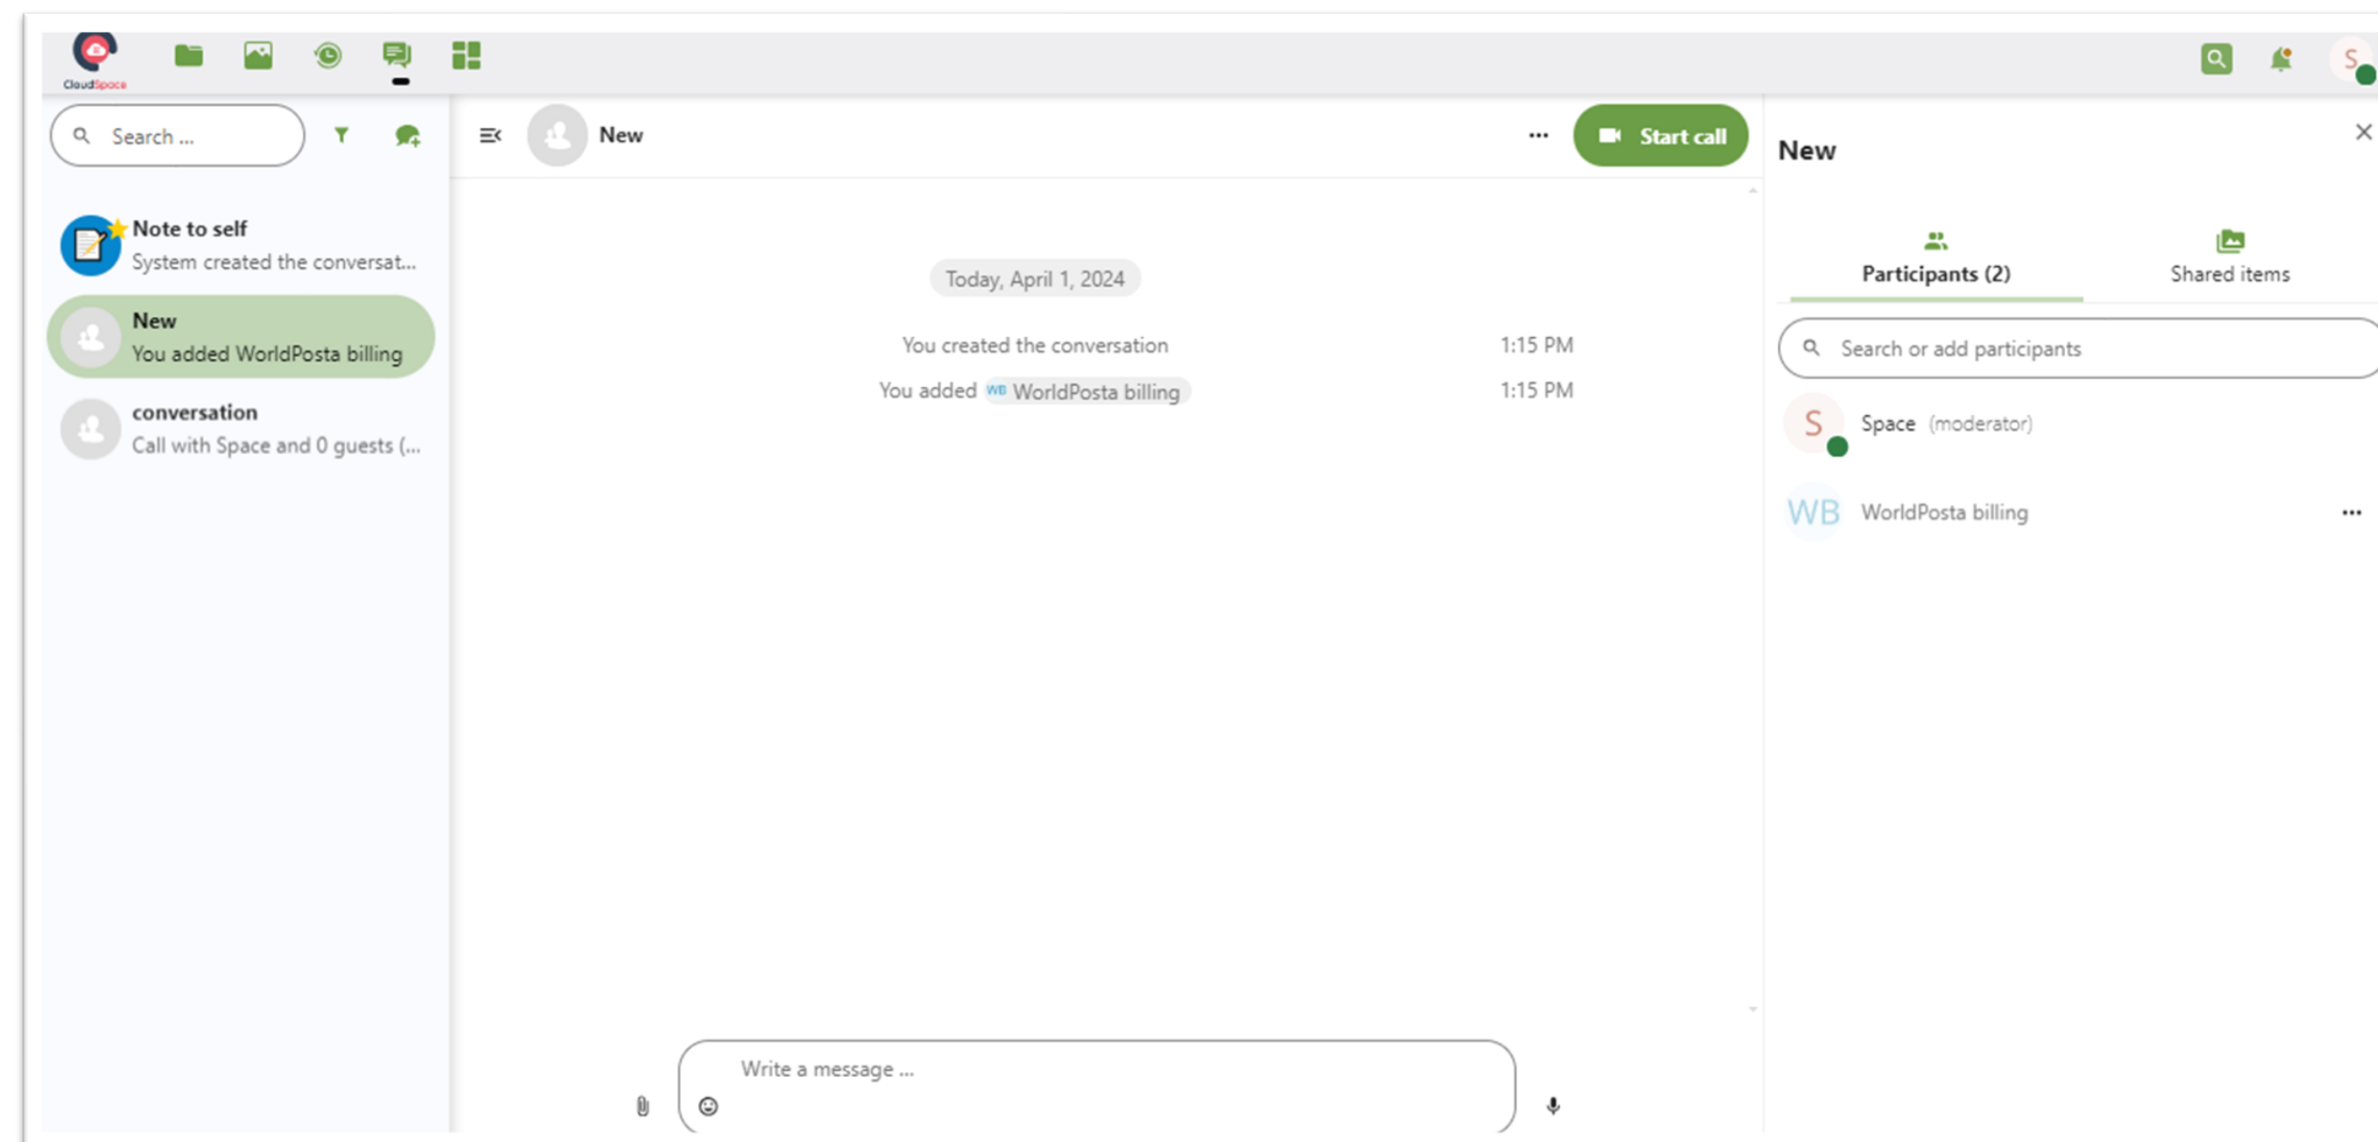 CloudSpace
S
Search ...
New
Start call
New
Note to self
System created the conversat...
New
You added WorldPosta billing
conversation
Call with Space and 0 guests (...
Today, April 1, 2024
You created the conversation 1:15 PM
You added WB WorldPosta billing 1:15 PM
Write a message ...
Participants (2)
Shared items
Search or add participants
S Space (moderator)
WB WorldPosta billing